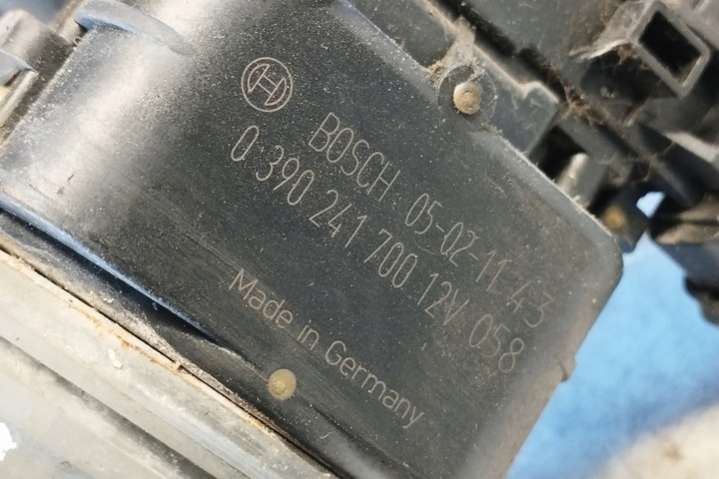 BOSCH 05-02-11 43
0 390 241 700 12V 058
Made in Germany